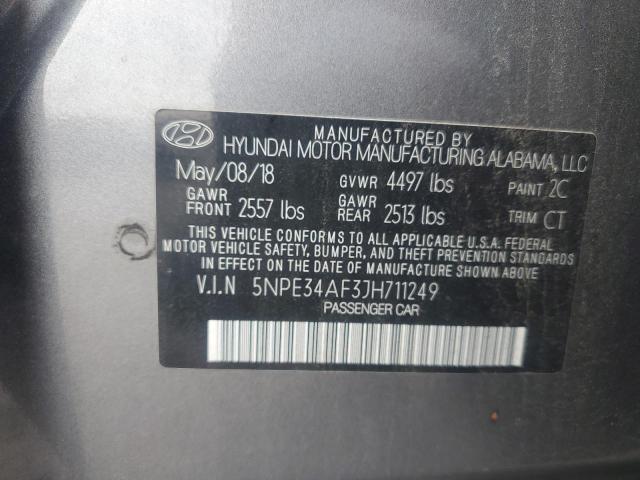 MANUFACTURED BY
HYUNDAI MOTOR MANUFACTURING ALABAMA, LLC
May/08/18 GVWR 4497 lbs PAINT 2C
GAWR FRONT 2557 lbs GAWR REAR 2513 lbs TRIM CT
THIS VEHICLE CONFORMS TO ALL APPLICABLE U.S.A. FEDERAL
MOTOR VEHICLE SAFETY, BUMPER, AND THEFT PREVENTION STANDARDS
IN EFFECT ON THE DATE OF MANUFACTURE SHOWN ABOVE.
V.I.N 5NPE34AF3JH711249
PASSENGER CAR